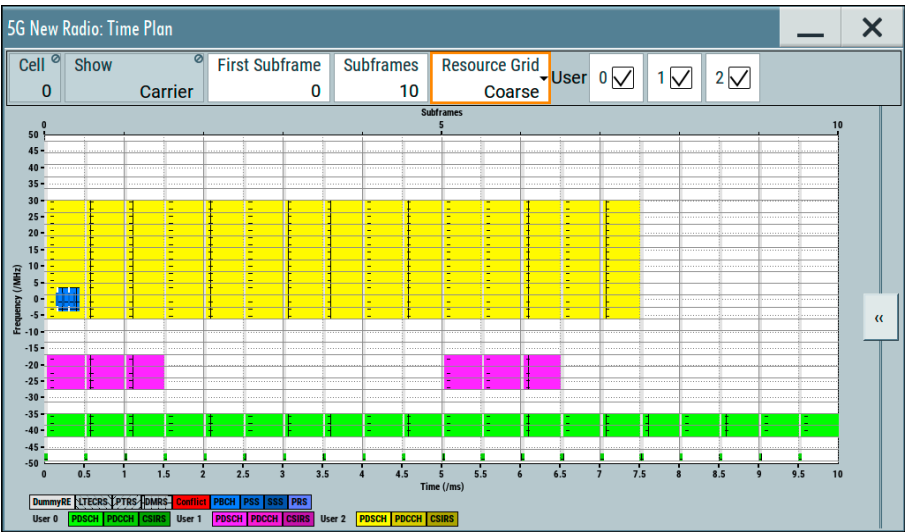 5G New Radio: Time Plan
Cell Show First Subframe Subframes Resource Grid User 0 1 2
0 Carrier 0 10 Coarse
Subframes
0 5 10
50
45
40
35
30
25
20
15
10
5
0
-5
-10
-15
-20
-25
-30
-35
-40
-45
-50
Frequency (/MHz)
0 0.5 1 1.5 2 2.5 3 3.5 4 4.5 5 5.5 6 6.5 7 7.5 8 8.5 9 9.5 10
Time (/ms)
DummyRE LTECRS PTRS DMRS Conflict PBCH PSS SSS PRS
User 0 PDSCH PDCCH CSIRS User 1 PDSCH PDCCH CSIRS User 2 PDSCH PDCCH CSIRS